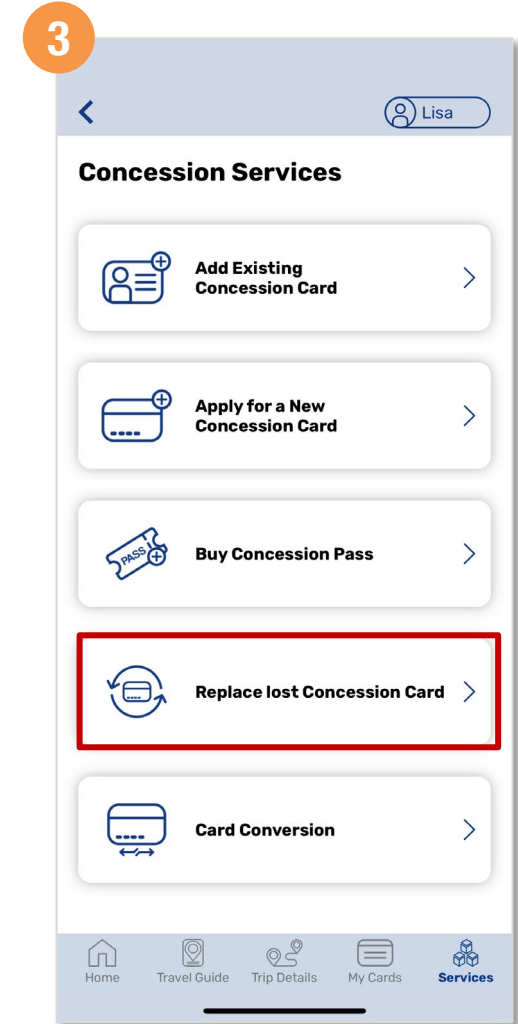 3
Lisa
Concession Services
Add Existing
Concession Card
Apply for a New
Concession Card
PASS
Buy Concession Pass
Replace lost Concession Card
Card Conversion
Home
Travel Guide
Trip Details
My Cards
Services